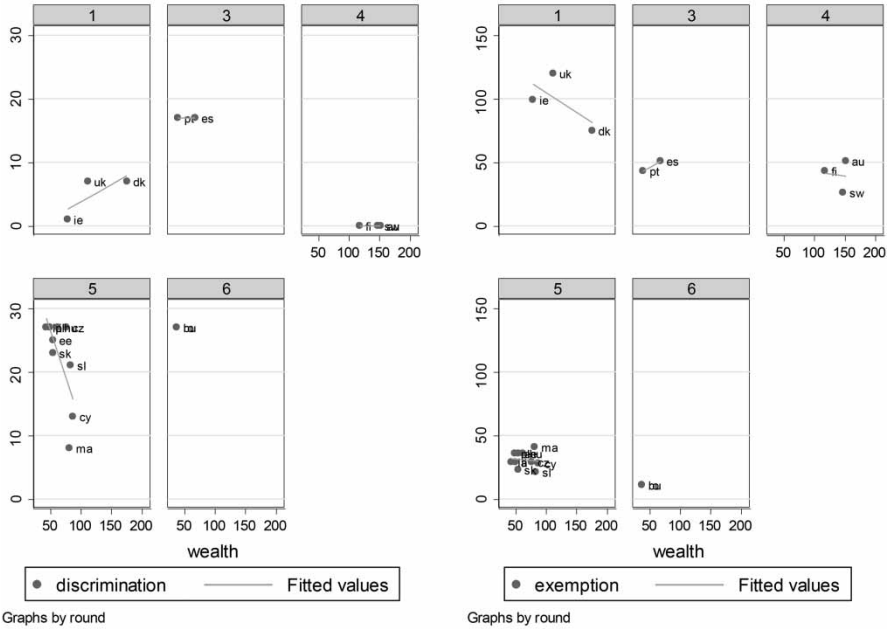 1 3 4
30
20
10
0
uk dk ie
pt es
fi
50 100 150 200
5 6
30
20
10
0
cz
ee
sk
sl
cy
ma
50 100 150 200 50 100 150 200
wealth
discrimination Fitted values
Graphs by round
1 3 4
150
100
50
0
uk
ie
dk
es
pt
au
fi
sw
50 100 150 200
5 6
150
100
50
0
ma
cz cy
sk sl
50 100 150 200 50 100 150 200
wealth
exemption Fitted values
Graphs by round